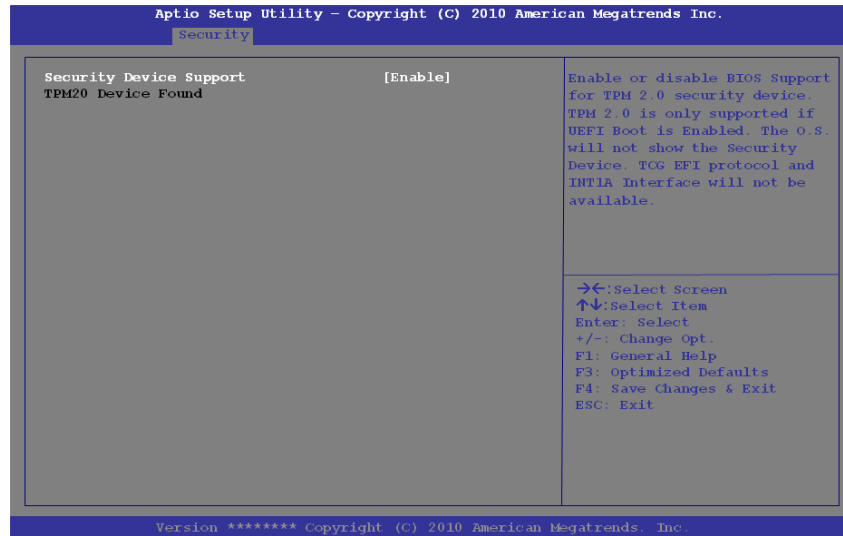 Aptio Setup Utility – Copyright (C) 2010 American Megatrends Inc.
Security
Security Device Support [Enable]
TPM20 Device Found
Enable or disable BIOS Support
for TPM 2.0 security device.
TPM 2.0 is only supported if
UEFI Boot is Enabled. The O.S.
will not show the Security
Device. TCG EFI protocol and
INT1A Interface will not be
available.
→←:Select Screen
↑↓:Select Item
Enter: Select
+/-: Change Opt.
F1: General Help
F3: Optimized Defaults
F4: Save Changes & Exit
ESC: Exit
Version ******** Copyright (C) 2010 American Megatrends. Inc.